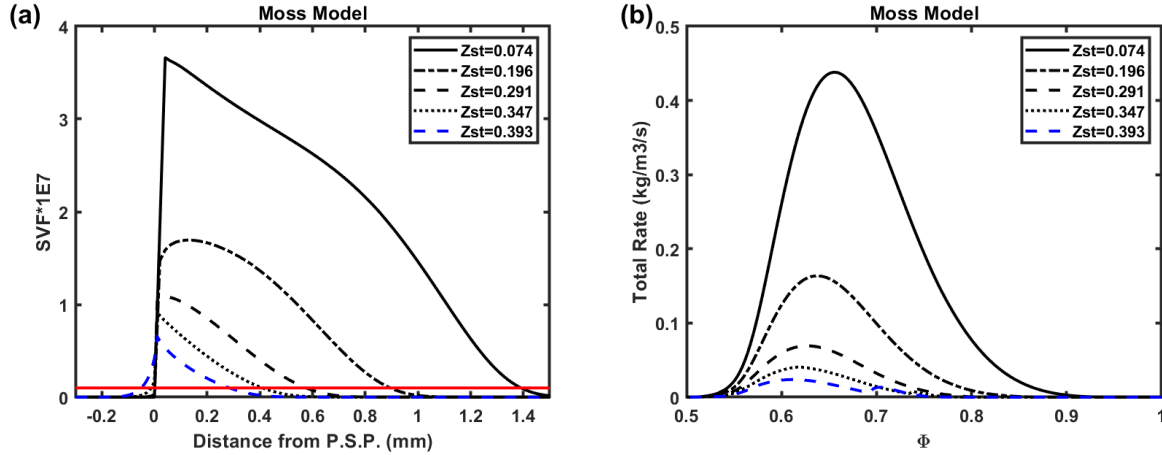 (a)
Moss Model
4
3
2
1
0
SVF*1E7
-0.2
0
0.2
0.4
0.6
0.8
1
1.2
1.4
Distance from P.S.P. (mm)
Zst=0.074
Zst=0.196
Zst=0.291
Zst=0.347
Zst=0.393
(b)
Moss Model
0.5
0.4
0.3
0.2
0.1
0
Total Rate (kg/m3/s)
0.5
0.6
0.7
0.8
0.9
1
Φ
Zst=0.074
Zst=0.196
Zst=0.291
Zst=0.347
Zst=0.393